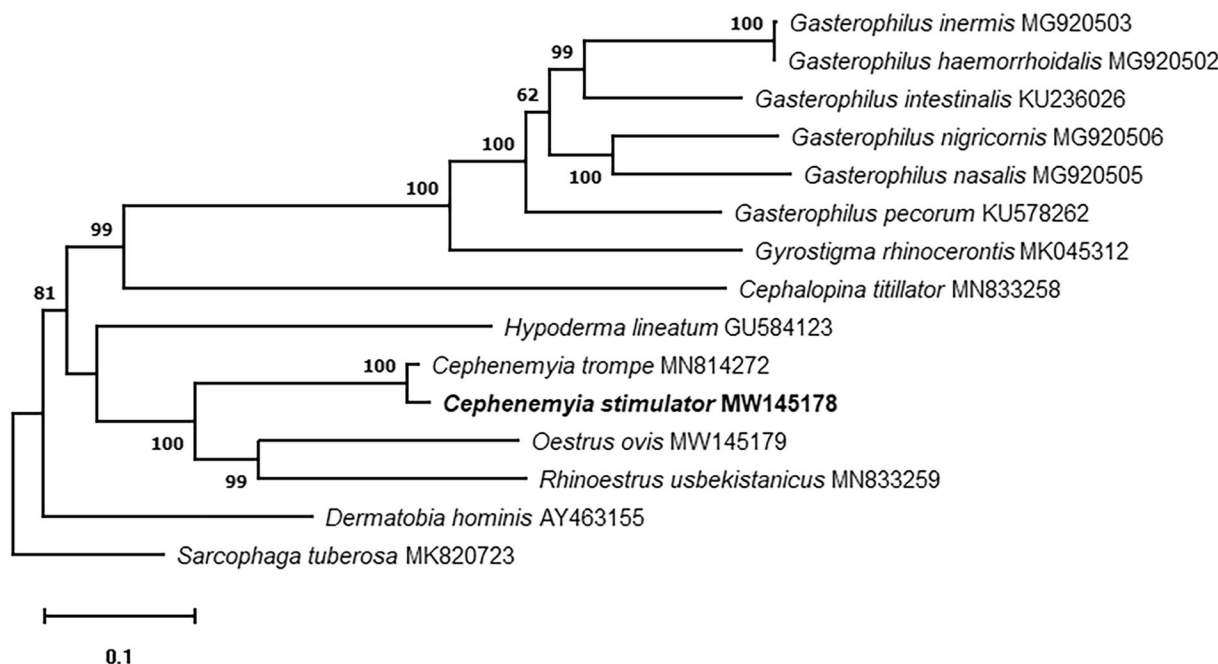 100 Gasterophilus inermis MG920503
Gasterophilus haemorrhoidalis MG920502
99
Gasterophilus intestinalis KU236026
62
Gasterophilus nigricornis MG920506
100
Gasterophilus nasalis MG920505
100
100
Gasterophilus pecorum KU578262
99
Gyrostigma rhinocerontis MK045312
81
Cephalopina titillator MN833258
Hypoderma lineatum GU584123
100 Cephenemyia trompe MN814272
Cephenemyia stimulator MW145178
100
Oestrus ovis MW145179
99
Rhinoestrus usbekistanicus MN833259
Dermatobia hominis AY463155
Sarcophaga tuberosa MK820723
0.1